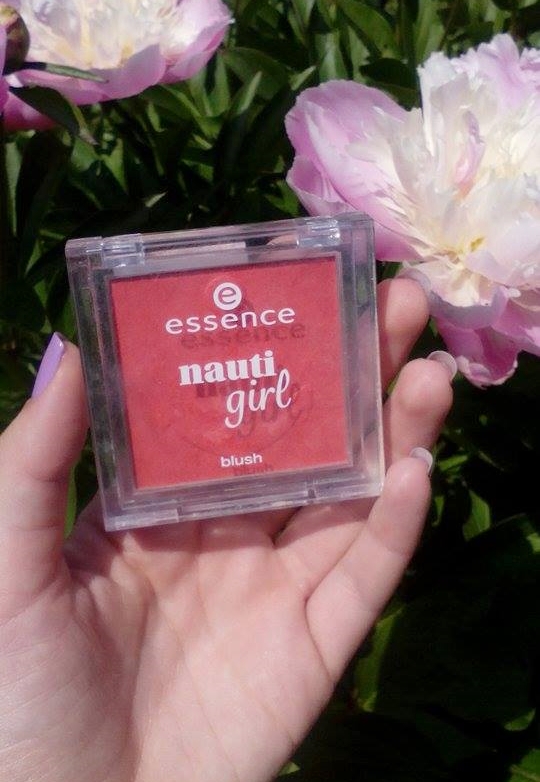 e
essence
nauti
girl
blush